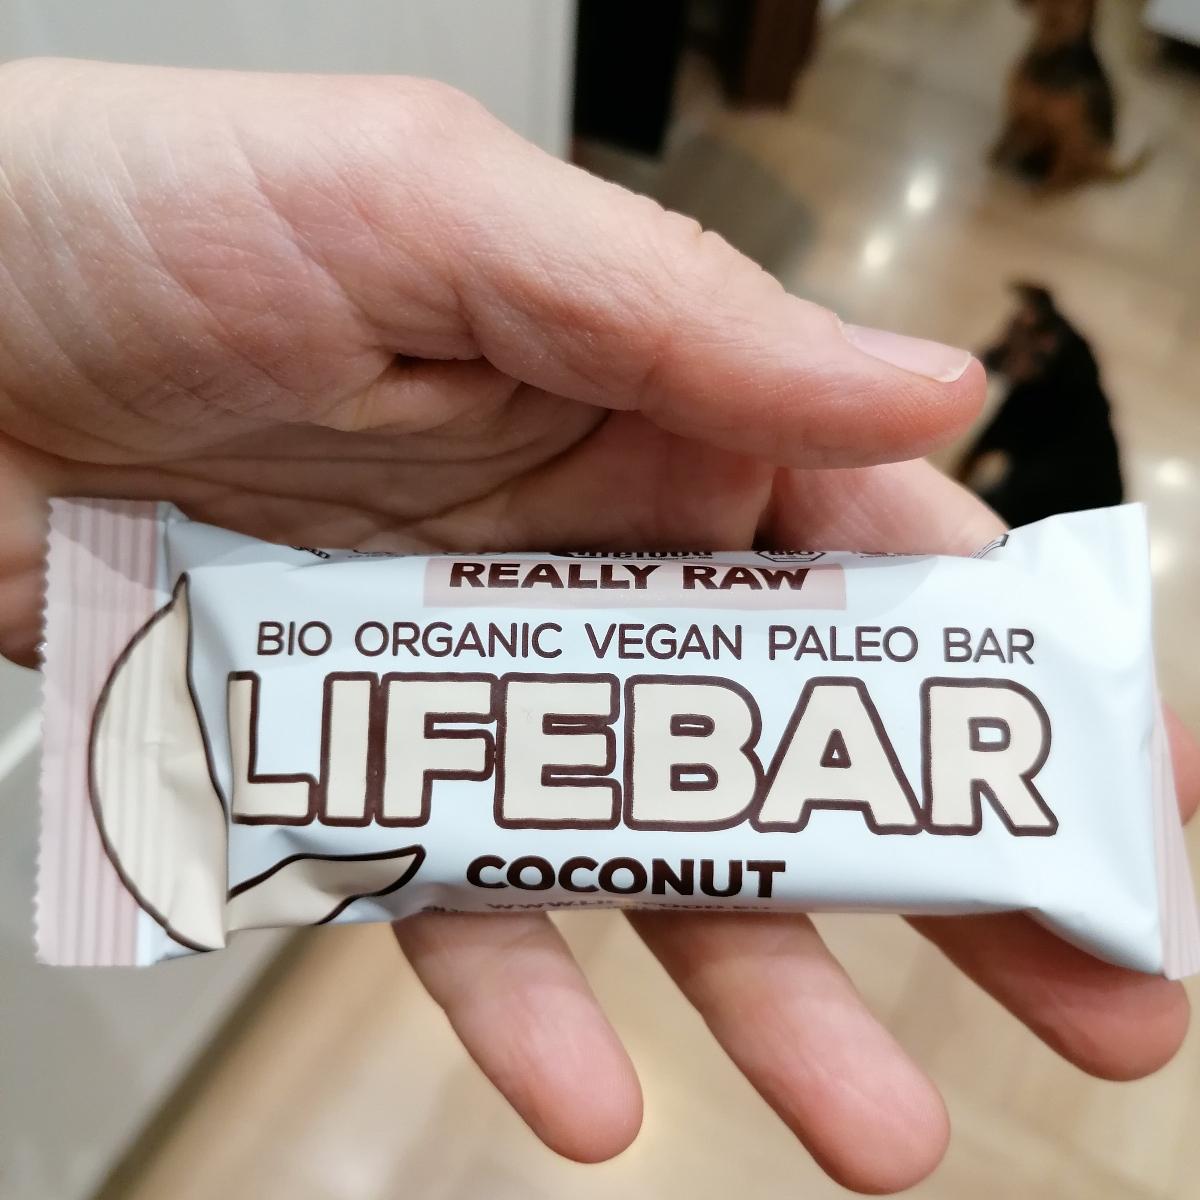 REALLY RAW
BIO ORGANIC VEGAN PALEO BAR
LIFEBAR
COCONUT